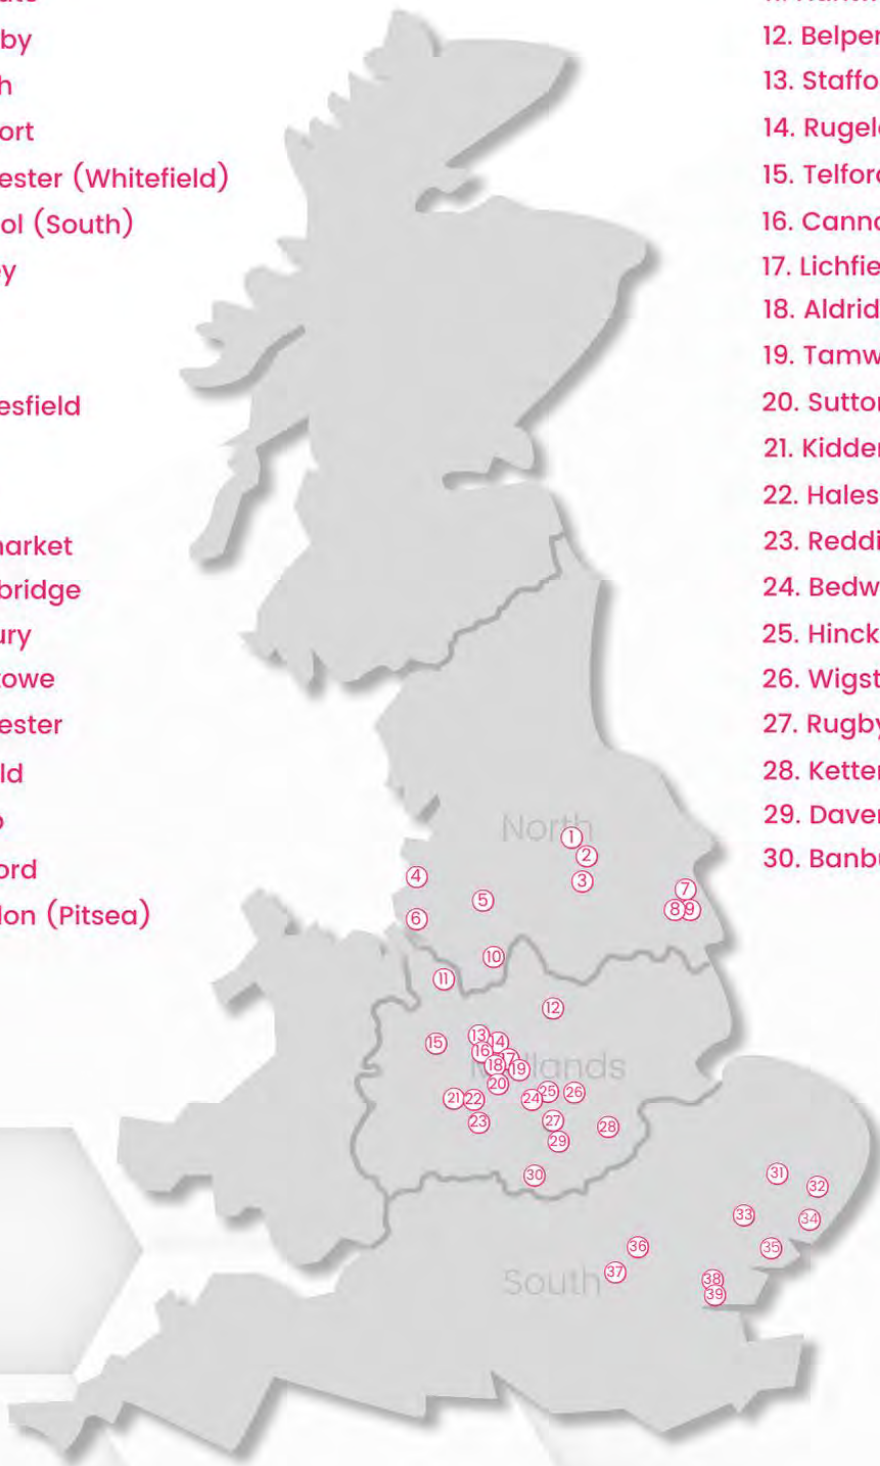 by
h
ort
ester (Whitefield)
ol (South)
y
esfield
arket
bridge
ury
towe
ester
ld
ord
lon (Pitsea)
12. Belper
13. Staffo
14. Rugel
15. Telfor
16. Canno
17. Lichfie
18. Aldrid
19. Tamw
20. Sutto
21. Kidde
22. Hales
23. Reddi
24. Bedw
25. Hinck
26. Wigst
27. Rugby
28. Kette
29. Daver
30. Banbu
North
1
2
3
4
5
6
7
8
9
10
11
12
13
14
15
16
17
Midlands
18
19
20
21
22
23
24
25
26
27
28
29
30
31
32
33
34
35
36
37
South
38
39